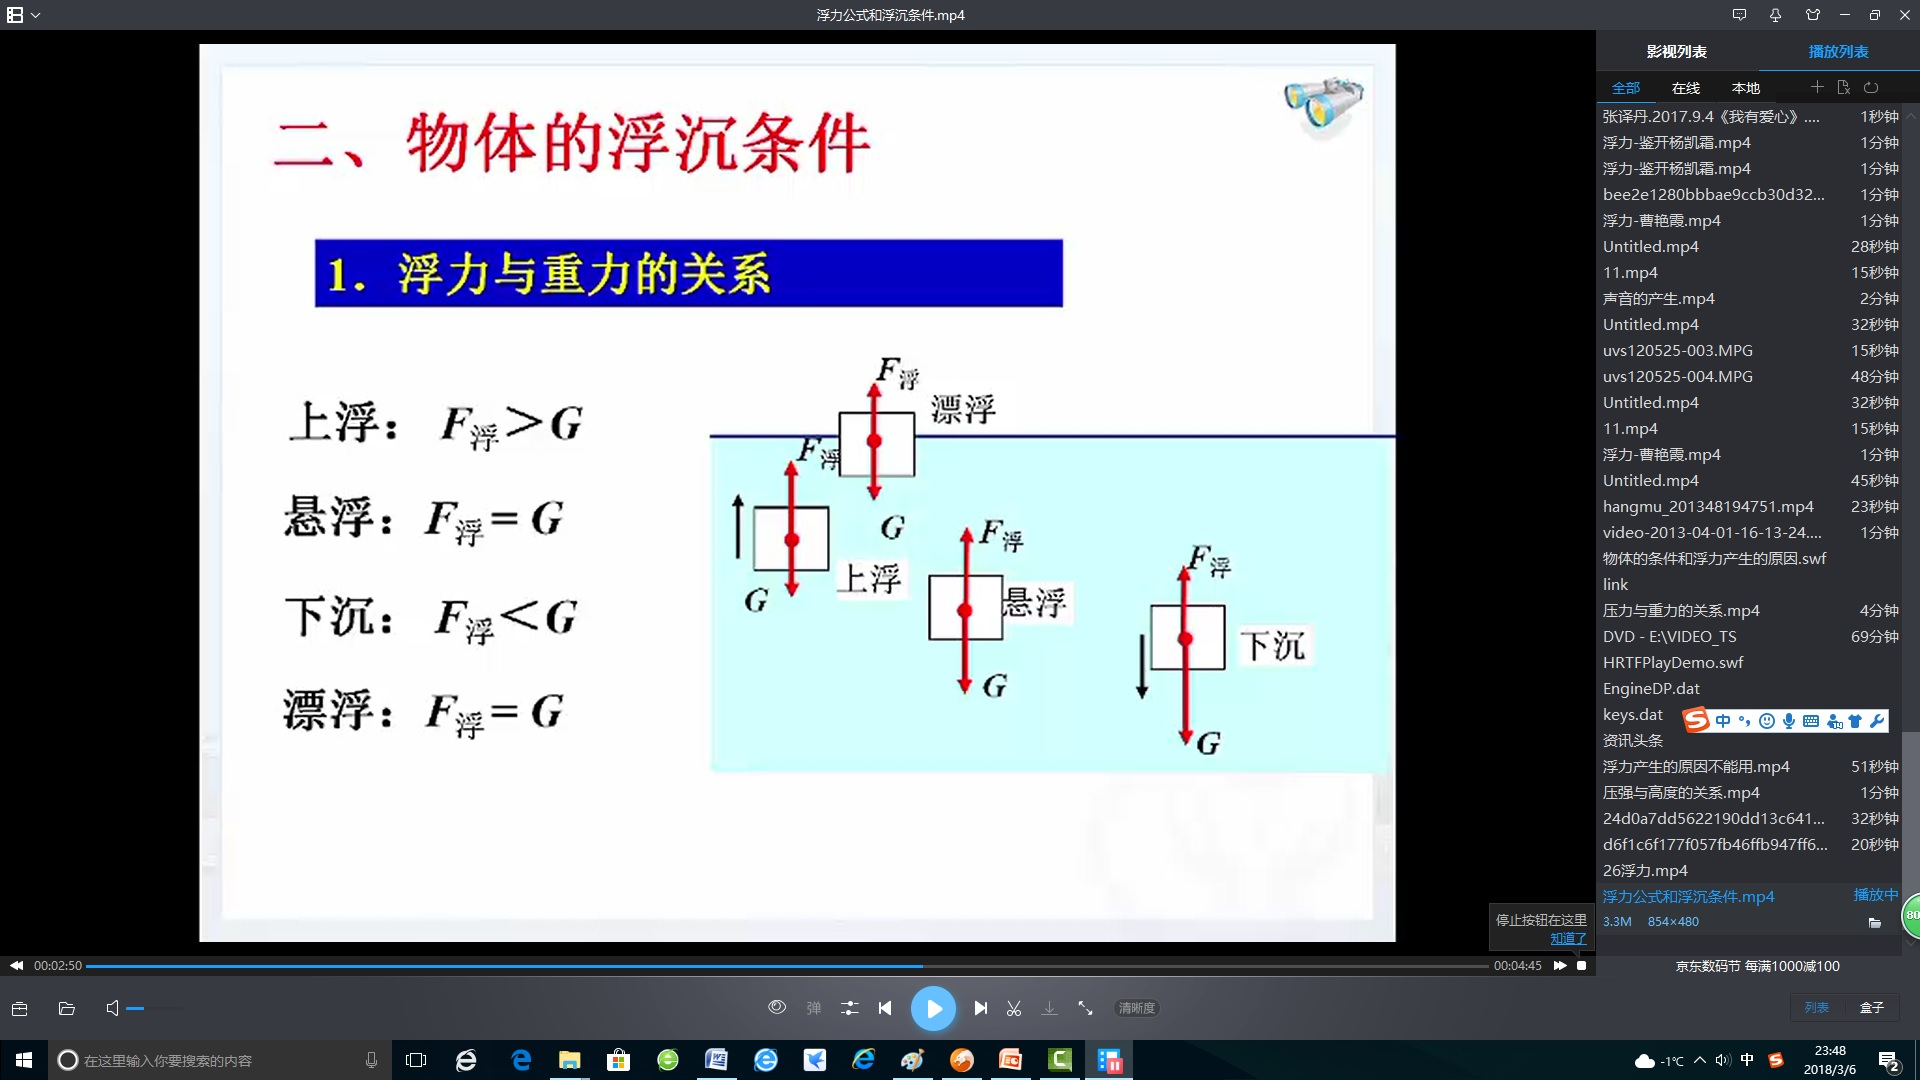 浮力公式和浮沉条件.mp4
二、物体的浮沉条件
1. 浮力与重力的关系
上浮： F浮＞G
悬浮：F浮＝G
下沉： F浮＜G
漂浮：F浮＝G
F浮
漂浮
F浮
G
上浮
G
F浮
悬浮
G
F浮
下沉
G
影视列表 播放列表
全部 在线 本地
张译丹.2017.9.4《我有爱心》.... 1秒钟
浮力-鉴开杨凯霜.mp4 1分钟
浮力-鉴开杨凯霜.mp4 1分钟
bee2e1280bbbae9ccb30d32... 1分钟
浮力-曹艳霞.mp4 1分钟
Untitled.mp4 28秒钟
11.mp4 15秒钟
声音的产生.mp4 2分钟
Untitled.mp4 32秒钟
uvs120525-003.MPG 15秒钟
uvs120525-004.MPG 48分钟
Untitled.mp4 32秒钟
11.mp4 15秒钟
浮力-曹艳霞.mp4 1分钟
Untitled.mp4 45秒钟
hangmu_201348194751.mp4 23秒钟
video-2013-04-01-16-13-24.... 1分钟
物体的条件和浮力产生的原因.swf
link
压力与重力的关系.mp4 4分钟
DVD - E:\VIDEO_TS 69分钟
HRTFPlayDemo.swf
EngineDP.dat
keys.dat
中
资讯头条
浮力产生的原因不能用.mp4 51秒钟
压强与高度的关系.mp4 1分钟
24d0a7dd5622190dd13c641... 32秒钟
d6f1c6f177f057fb46ffb947ff6... 20秒钟
26浮力.mp4
浮力公式和浮沉条件.mp4 播放中
3.3M 854×480
80
停止按钮在这里
知道了
00:02:50 00:04:45
京东数码节 每满1000减100
弹 清晰度
列表 盒子
在这里输入你要搜索的内容
-1℃ 中
23:48
2018/3/6
2